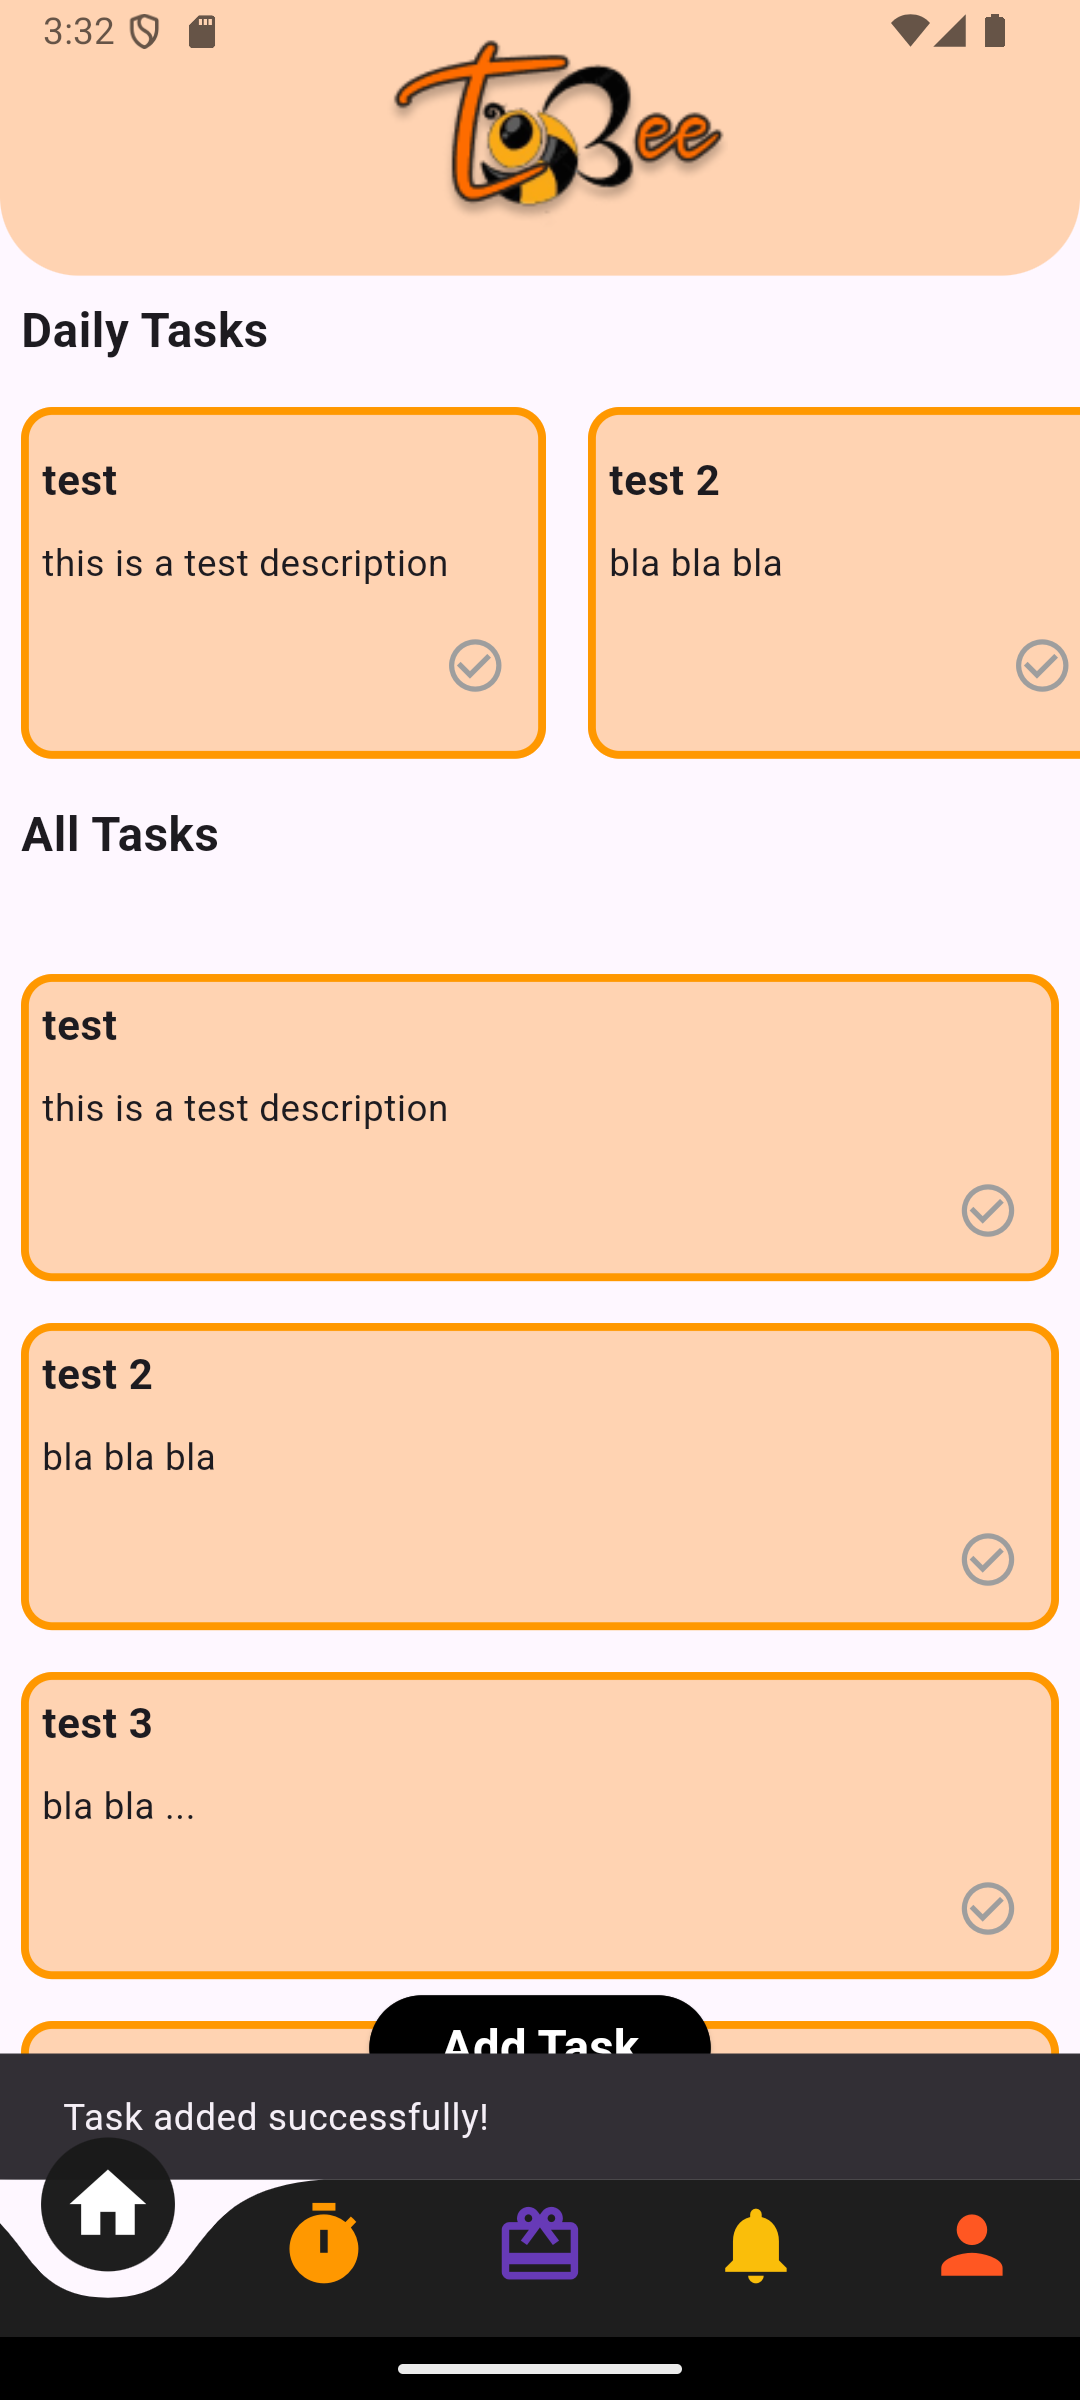 3:32
ToBee
Daily Tasks
test
this is a test description
test 2
bla bla bla
All Tasks
test
this is a test description
test 2
bla bla bla
test 3
bla bla ...
Add Task
Task added successfully!